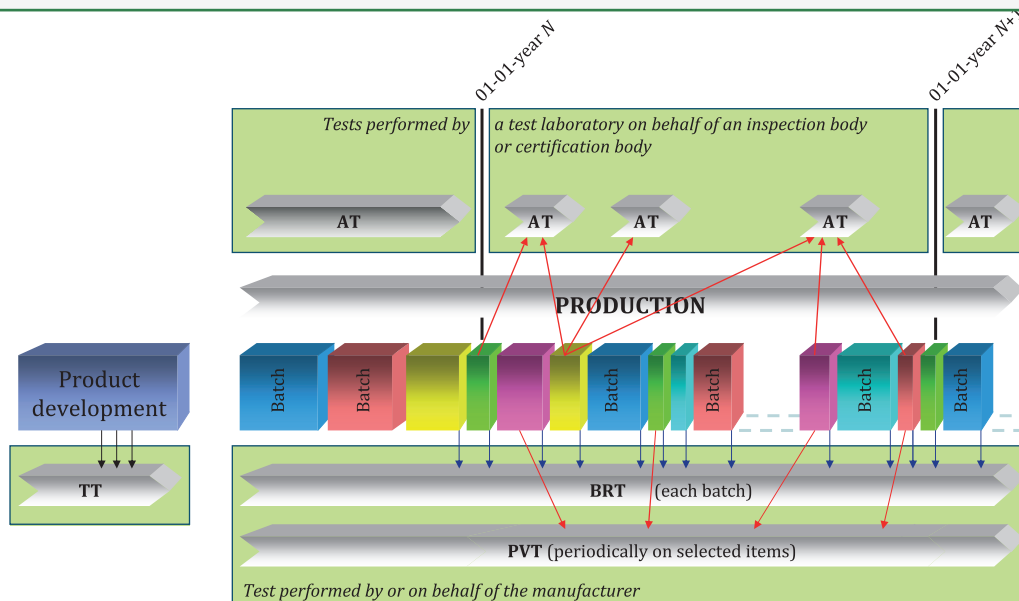 01-01-year N
01-01-year N+1
Tests performed by
a test laboratory on behalf of an inspection body
or certification body
AT
AT
AT
AT
AT
PRODUCTION
Product
development
Batch
Batch
Batch
Batch
Batch
Batch
TT
BRT (each batch)
PVT (periodically on selected items)
Test performed by or on behalf of the manufacturer